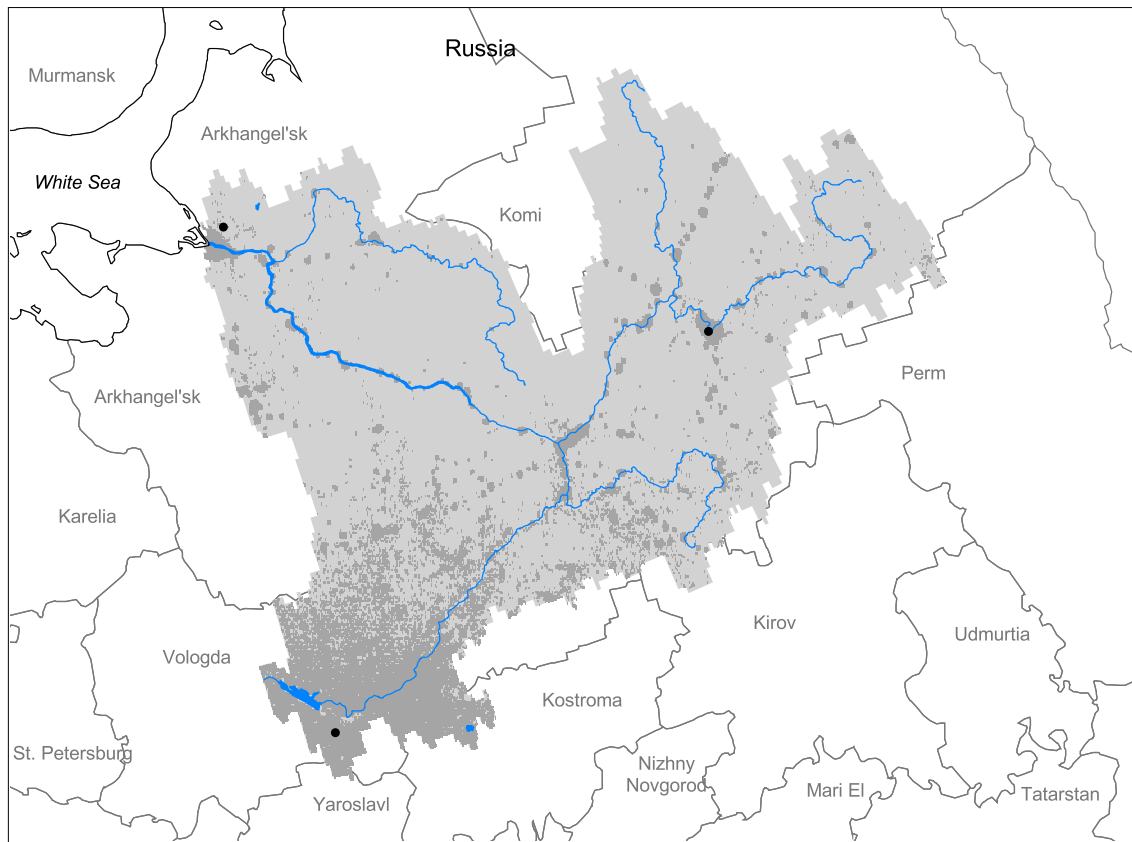 Russia
Murmansk
Arkhangel'sk
White Sea
Komi
Perm
Arkhangel'sk
Karelia
Kirov
Udmurtia
Vologda
Kostroma
St. Petersburg
Nizhny
Novgorod
Mari El
Tatarstan
Yaroslavl